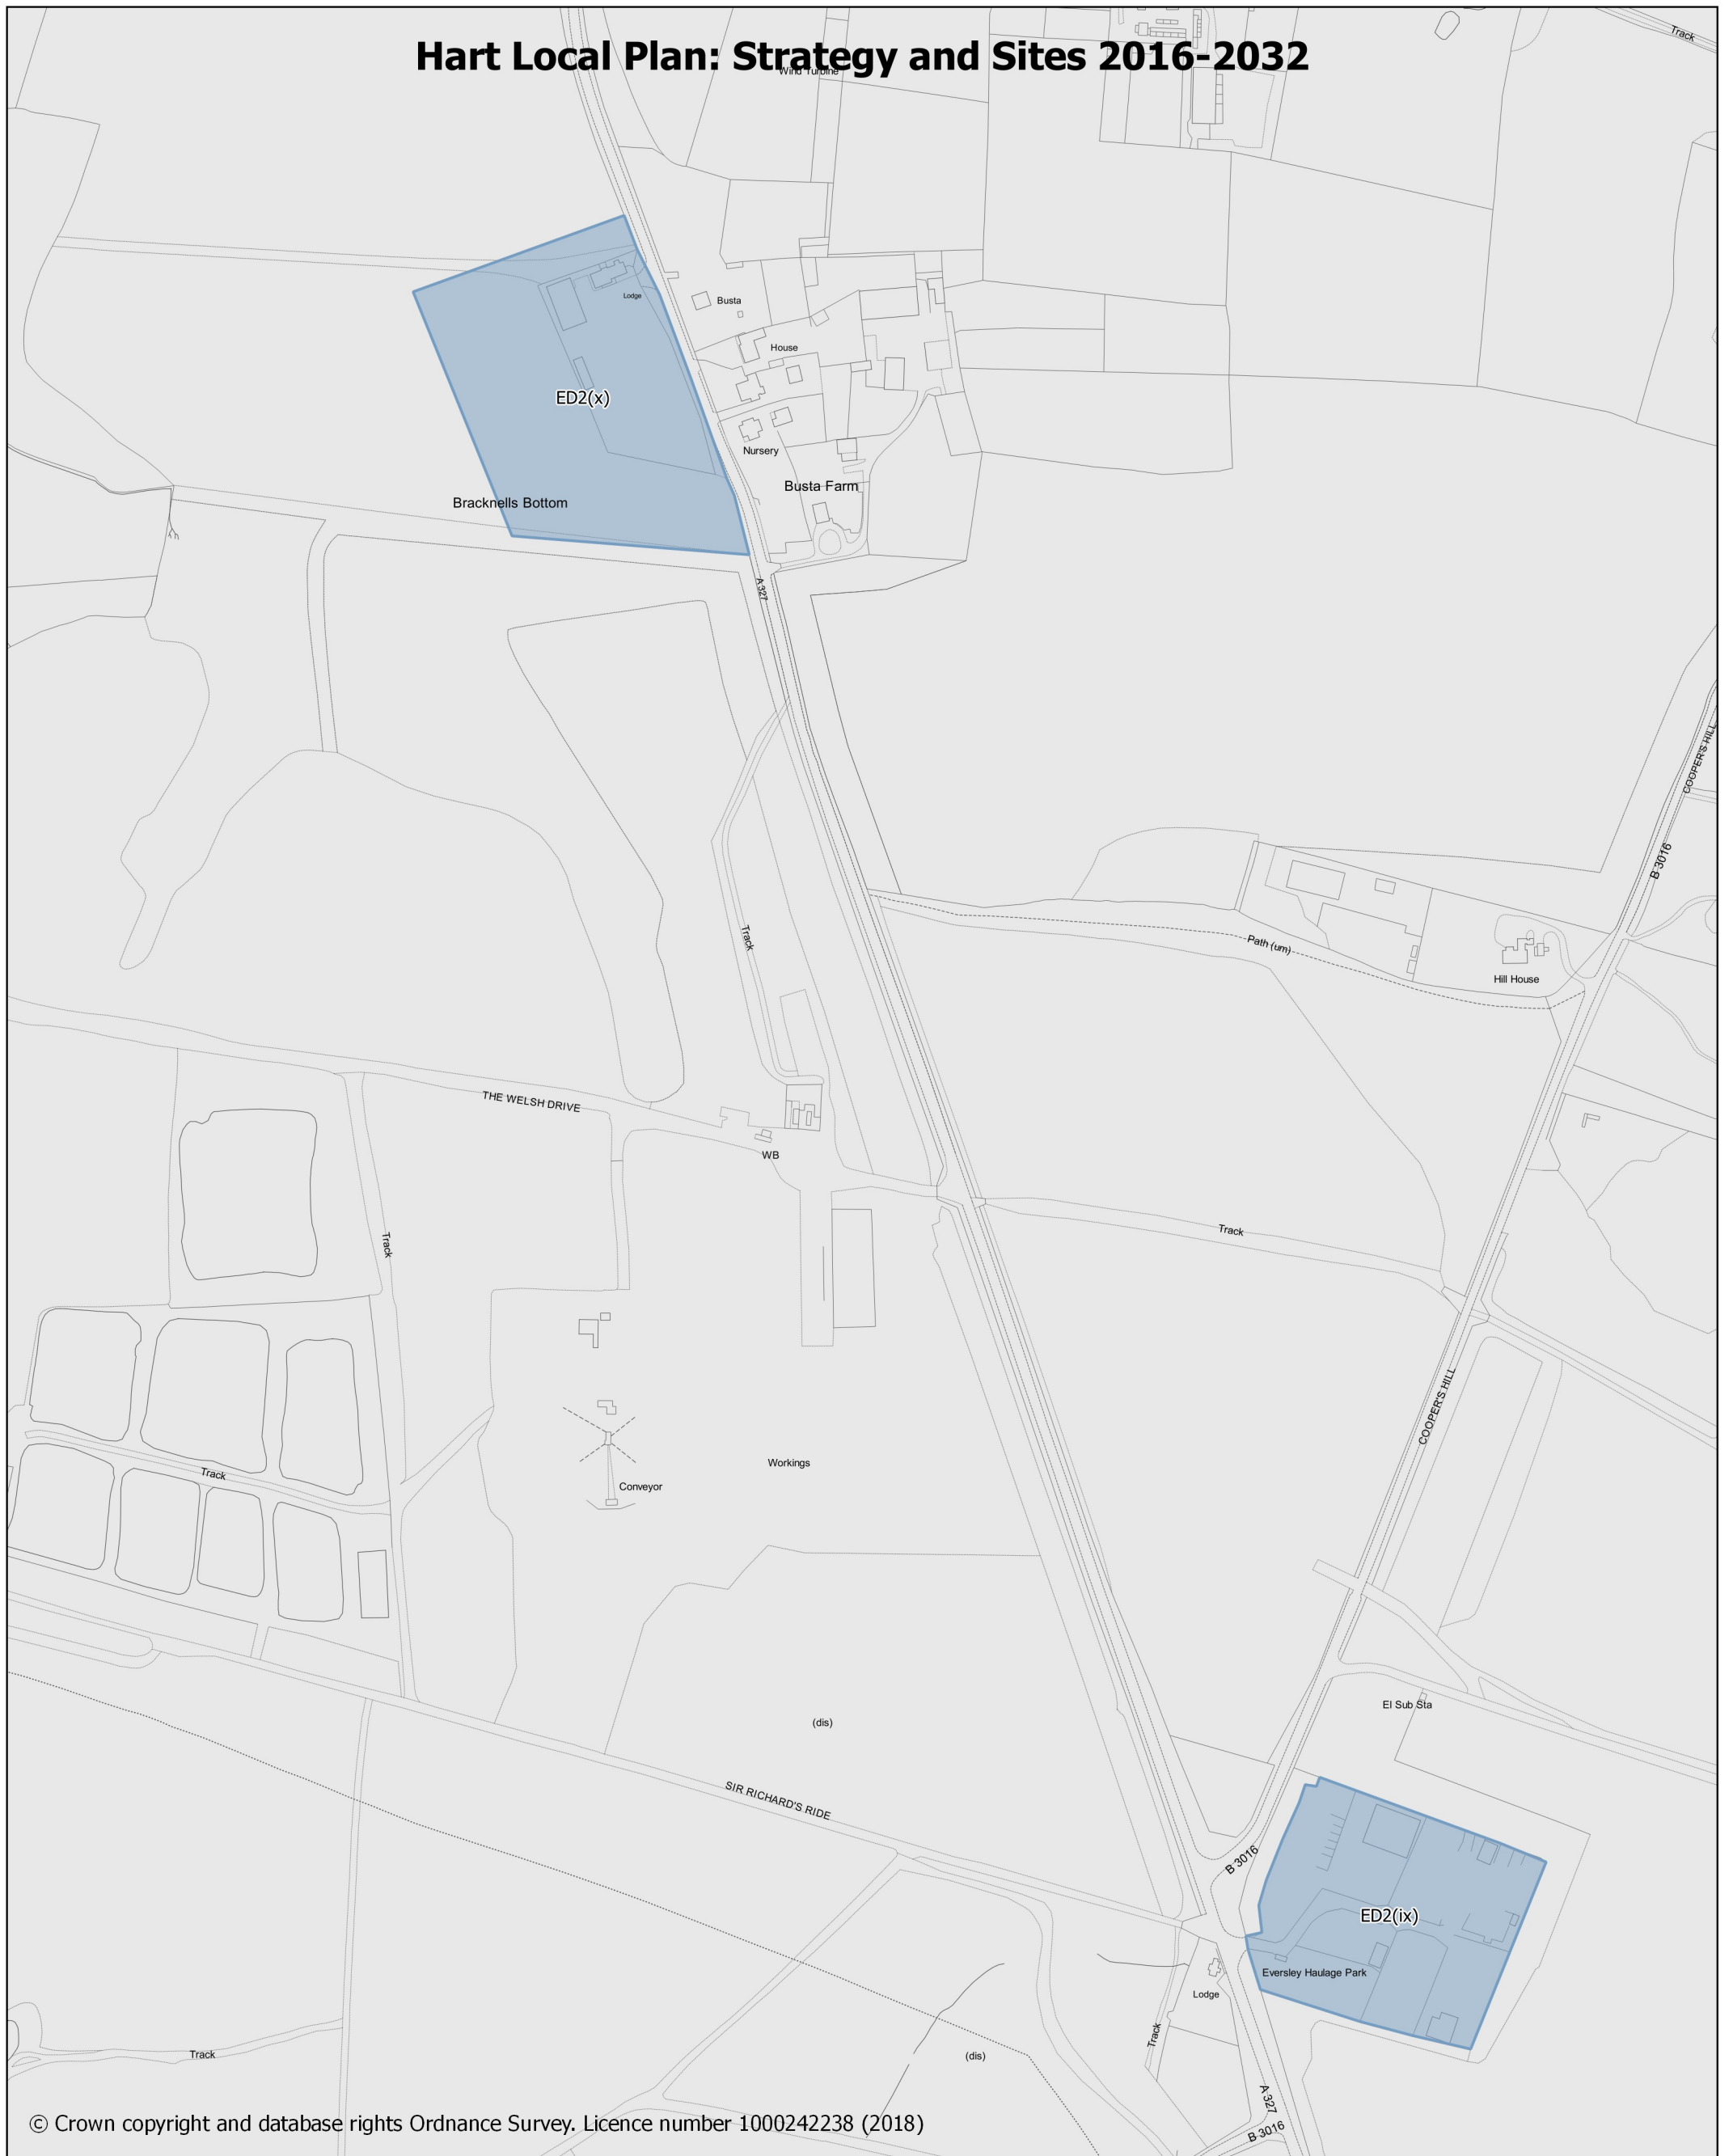 Hart Local Plan: Strategy and Sites 2016-2032
Track
Wind Turbine
Lodge
Busta
House
ED2(x)
Nursery
Busta Farm
Bracknells Bottom
A 327
COOPER'S HILL
B 3016
Track
Path (um)
Hill House
THE WELSH DRIVE
WB
Track
Track
COOPER'S HILL
Workings
Track
Conveyor
El Sub Sta
(dis)
SIR RICHARD'S RIDE
B 3016
ED2(ix)
Eversley Haulage Park
Lodge
Track
Track
(dis)
A 327
B 3016
© Crown copyright and database rights Ordnance Survey. Licence number 1000242238 (2018)